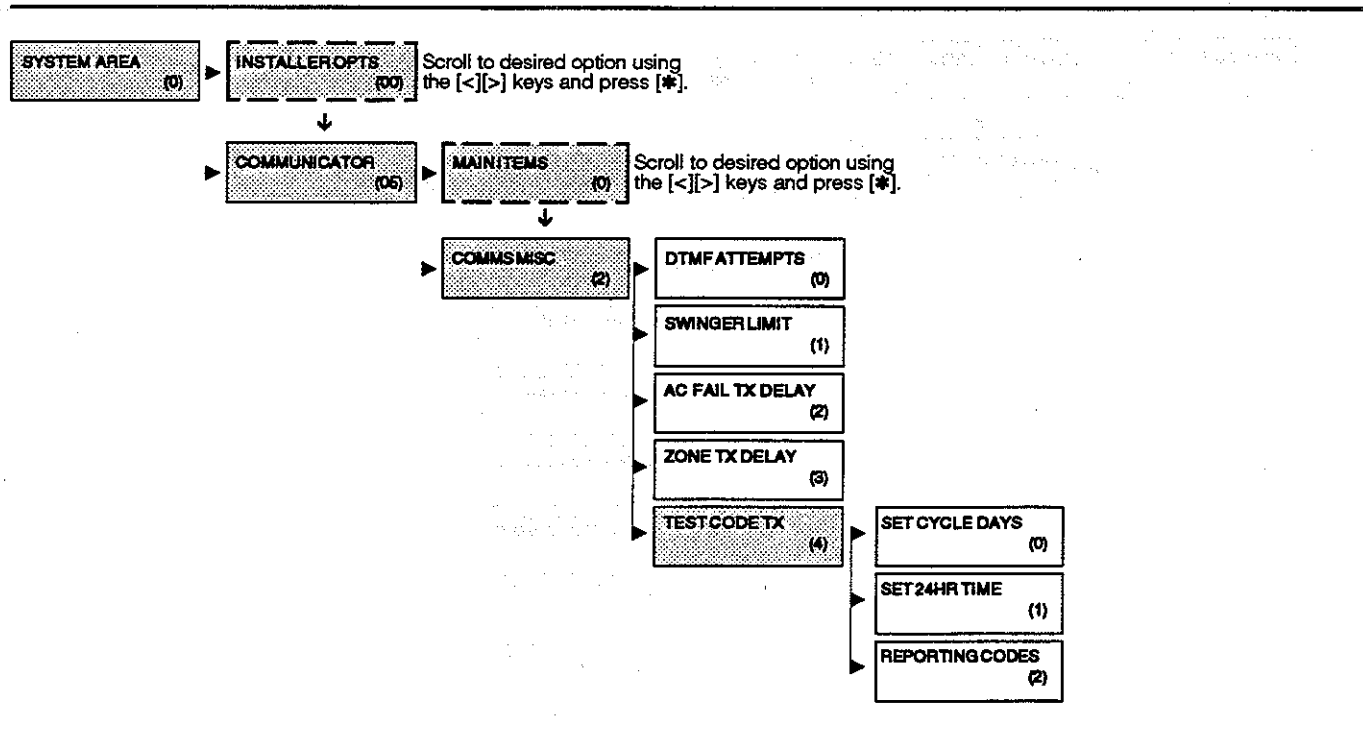 SYSTEM AREA
(0)
INSTALLER OPTS
(00)
Scroll to desired option using
the [<][>] keys and press [✱].
COMMUNICATOR
(05)
MAIN ITEMS
(0)
Scroll to desired option using
the [<][>] keys and press [✱].
COMMS MISC
(2)
DTMF ATTEMPTS
(0)
SWINGER LIMIT
(1)
AC FAIL TX DELAY
(2)
ZONE TX DELAY
(3)
TEST CODE TX
(4)
SET CYCLE DAYS
(0)
SET 24HR TIME
(1)
REPORTING CODES
(2)